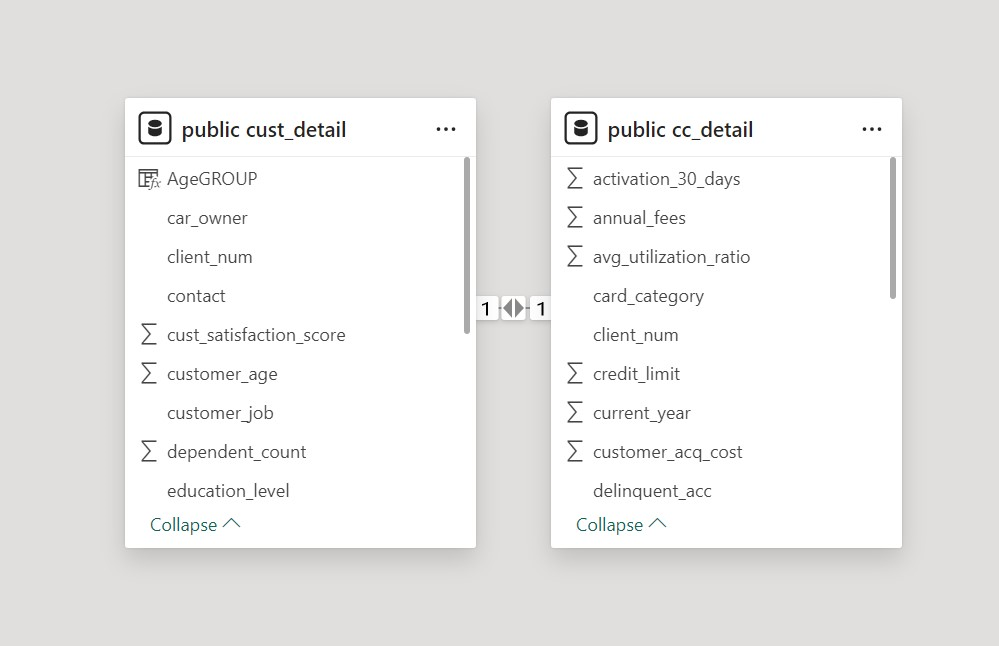 public cust_detail
AgeGROUP
car_owner
client_num
contact
cust_satisfaction_score
customer_age
customer_job
dependent_count
education_level
Collapse
1
1
public cc_detail
activation_30_days
annual_fees
avg_utilization_ratio
card_category
client_num
credit_limit
current_year
customer_acq_cost
delinquent_acc
Collapse